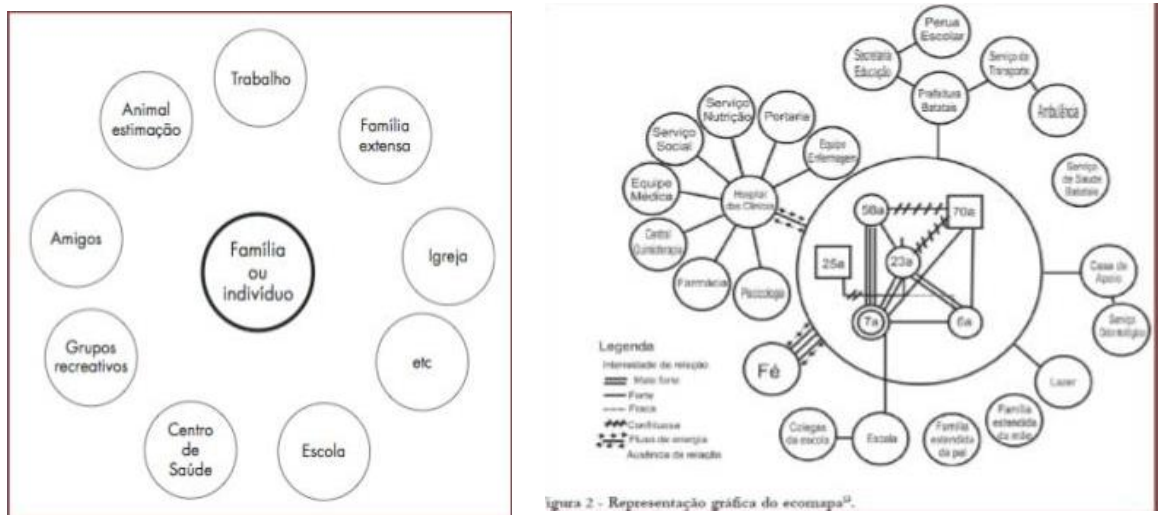 Trabalho
Animal
estimação
Família
extensa
Amigos
Família
ou
indivíduo
Igreja
Grupos
recreativos
etc
Centro
de
Saúde
Escola
Perua
Escolar
Secretaria
Educação
Serviço de
Transporte
Prefeitura
Batatais
Ambulância
Serviço
Nutrição
Portaria
Serviço
Social
Equipe
Enfermagem
Serviço
de Saúde
Batatais
Equipe
Médica
Hospital
das Clínicas
58a
70a
Central
Quimioterapia
25a
23a
Casa de
Apoio
Farmácia
Psicologia
7a
6a
Serviço
Odontológico
Legenda
Intensidade de relação
Mais forte
Forte
Fraca
Conflituosa
Fluxo de energia
Ausência de relação
Fé
Lazer
Colegas
da escola
Escola
Família
estendida
do pai
Família
estendida
da mãe
igura 2 - Representação gráfica do ecomapa